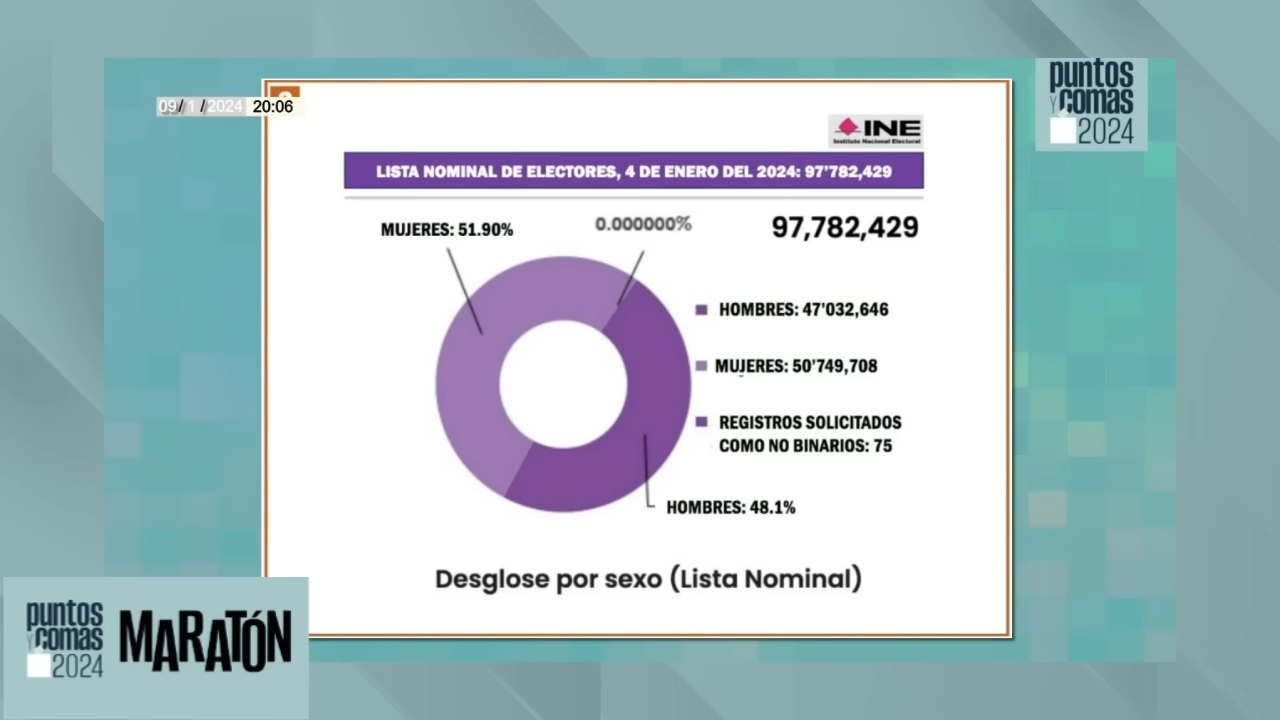 09/ 1 /2024 20:06
puntos
Y comas
2024
INE
Instituto Nacional Electoral
LISTA NOMINAL DE ELECTORES, 4 DE ENERO DEL 2024: 97'782,429
MUJERES: 51.90%
0.000000%
97,782,429
HOMBRES: 47'032,646
MUJERES: 50'749,708
REGISTROS SOLICITADOS
COMO NO BINARIOS: 75
HOMBRES: 48.1%
Desglose por sexo (Lista Nominal)
puntos
Y comas
2024
MARATÓN